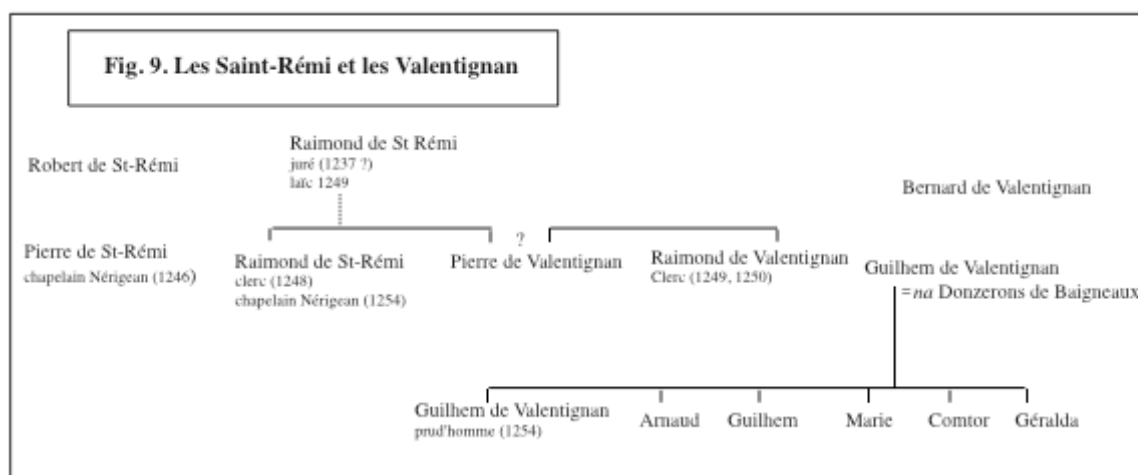 Fig. 9. Les Saint-Rémi et les Valentignan
Robert de St-Rémi
Raimond de St Rémi
juré (1237 ?)
laïc 1249
Bernard de Valentignan
Pierre de St-Rémi
chapelain Nérigean (1246)
Raimond de St-Rémi
clerc (1248)
chapelain Nérigean (1254)
?
Pierre de Valentignan
Raimond de Valentignan
Clerc (1249, 1250)
Guilhem de Valentignan
=na Donzerons de Baigneaux
Guilhem de Valentignan
prud'homme (1254)
Arnaud
Guilhem
Marie
Comtor
Géralda